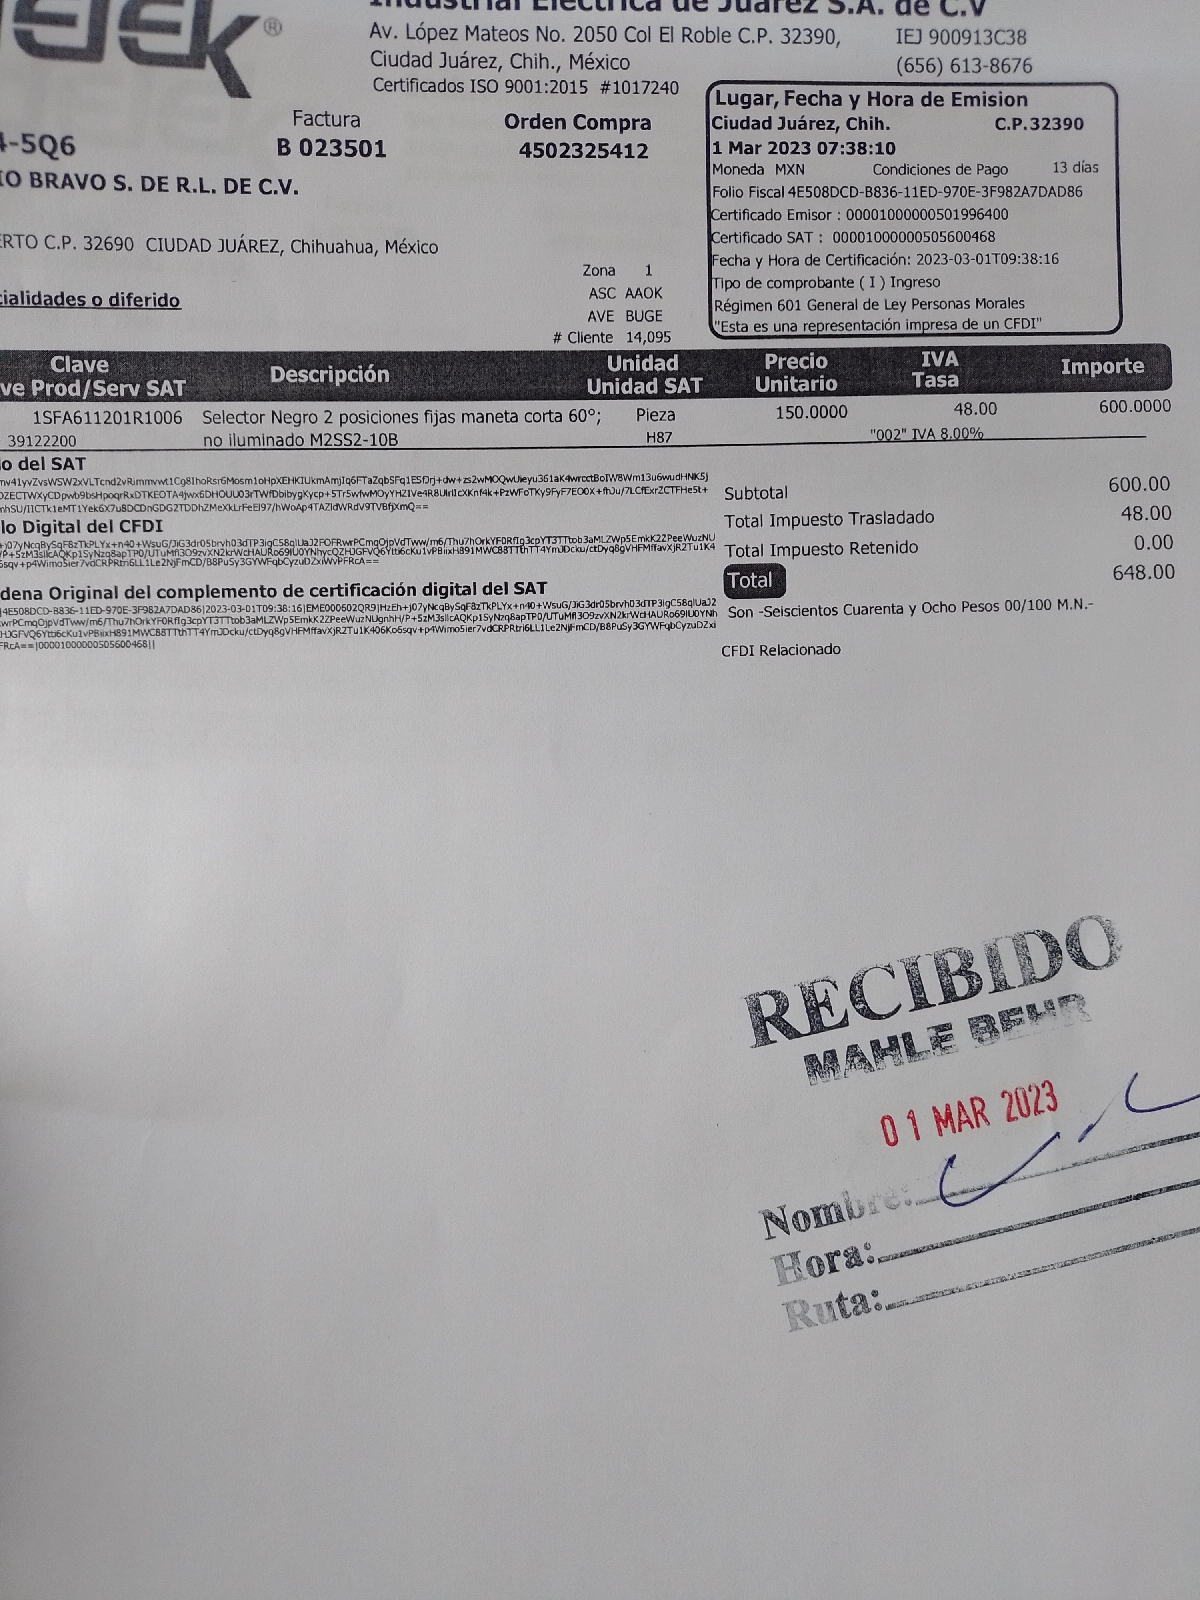 Industrial Eléctrica de Juárez S.A. de C.V
Av. López Mateos No. 2050 Col El Roble C.P. 32390, IEJ 900913C38
Ciudad Juárez, Chih., México (656) 613-8676
Certificados ISO 9001:2015 #1017240
Factura Orden Compra
4-5Q6 B 023501 4502325412
IO BRAVO S. DE R.L. DE C.V.
ERTO C.P. 32690 CIUDAD JUÁREZ, Chihuahua, México
Zona 1
ASC AAOK
cialidades o diferido
AVE BUGE
# Cliente 14,095
Lugar, Fecha y Hora de Emision
Ciudad Juárez, Chih. C.P.32390
1 Mar 2023 07:38:10
Moneda MXN Condiciones de Pago 13 días
Folio Fiscal 4E508DCD-B836-11ED-970E-3F982A7DAD86
Certificado Emisor : 00001000000501996400
Certificado SAT : 00001000000505600468
Fecha y Hora de Certificación: 2023-03-01T09:38:16
Tipo de comprobante ( I ) Ingreso
Régimen 601 General de Ley Personas Morales
"Esta es una representación impresa de un CFDI"
Clave Descripción Unidad Precio IVA Importe
ve Prod/Serv SAT Unidad SAT Unitario Tasa
1SFA611201R1006 Selector Negro 2 posiciones fijas maneta corta 60°; Pieza 150.0000 48.00 600.0000
39122200 no iluminado M2SS2-10B H87 "002" IVA 8.00%
lo del SAT
llo Digital del CFDI
dena Original del complemento de certificación digital del SAT
|00001000000505600468||
Subtotal 600.00
Total Impuesto Trasladado 48.00
Total Impuesto Retenido 0.00
Total 648.00
Son -Seiscientos Cuarenta y Ocho Pesos 00/100 M.N.-
CFDI Relacionado
RECIBIDO
MAHLE BEHR
01 MAR 2023
Nombre:
Hora:
Ruta: